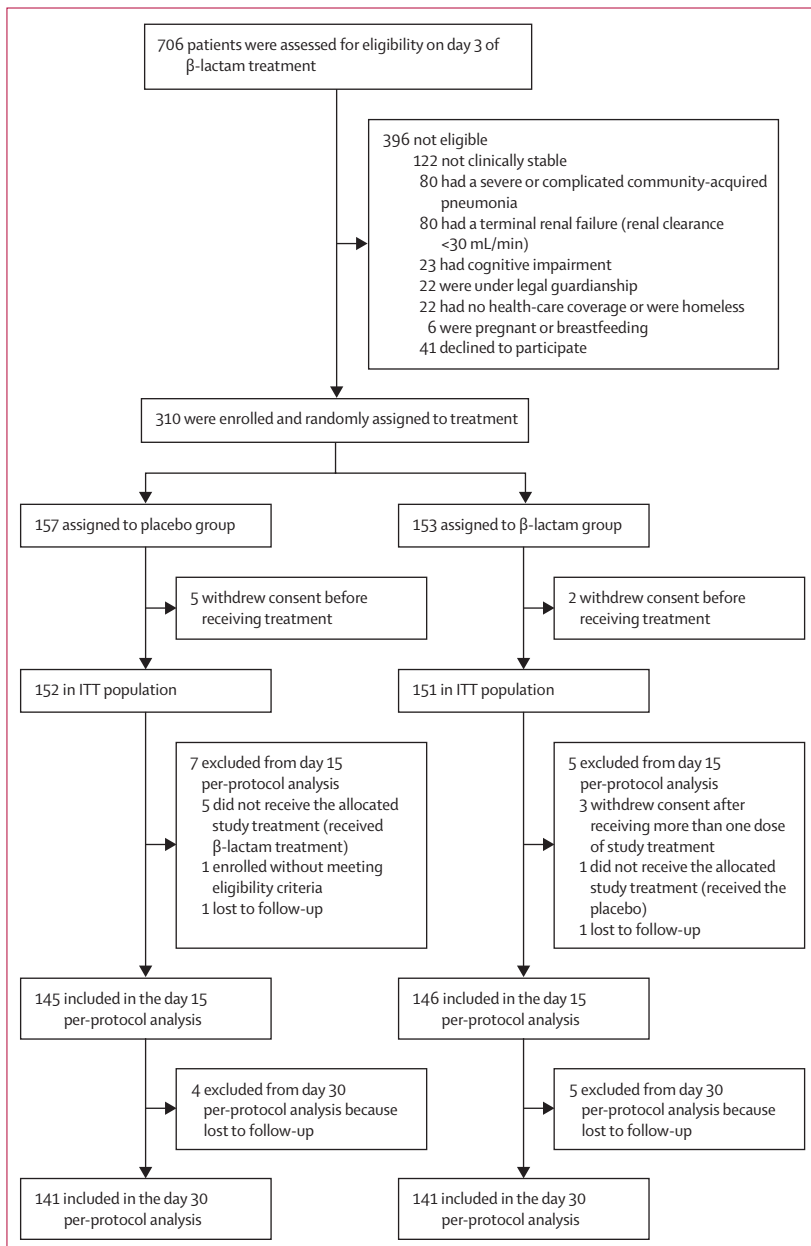 706 patients were assessed for eligibility on day 3 of
β-lactam treatment
396 not eligible
122 not clinically stable
80 had a severe or complicated community-acquired
pneumonia
80 had a terminal renal failure (renal clearance
<30 mL/min)
23 had cognitive impairment
22 were under legal guardianship
22 had no health-care coverage or were homeless
6 were pregnant or breastfeeding
41 declined to participate
310 were enrolled and randomly assigned to treatment
157 assigned to placebo group
153 assigned to β-lactam group
5 withdrew consent before
receiving treatment
2 withdrew consent before
receiving treatment
152 in ITT population
151 in ITT population
7 excluded from day 15
per-protocol analysis
5 did not receive the allocated
study treatment (received
β-lactam treatment)
1 enrolled without meeting
eligibility criteria
1 lost to follow-up
5 excluded from day 15
per-protocol analysis
3 withdrew consent after
receiving more than one dose
of study treatment
1 did not receive the allocated
study treatment (received the
placebo)
1 lost to follow-up
145 included in the day 15
per-protocol analysis
146 included in the day 15
per-protocol analysis
4 excluded from day 30
per-protocol analysis because
lost to follow-up
5 excluded from day 30
per-protocol analysis because
lost to follow-up
141 included in the day 30
per-protocol analysis
141 included in the day 30
per-protocol analysis